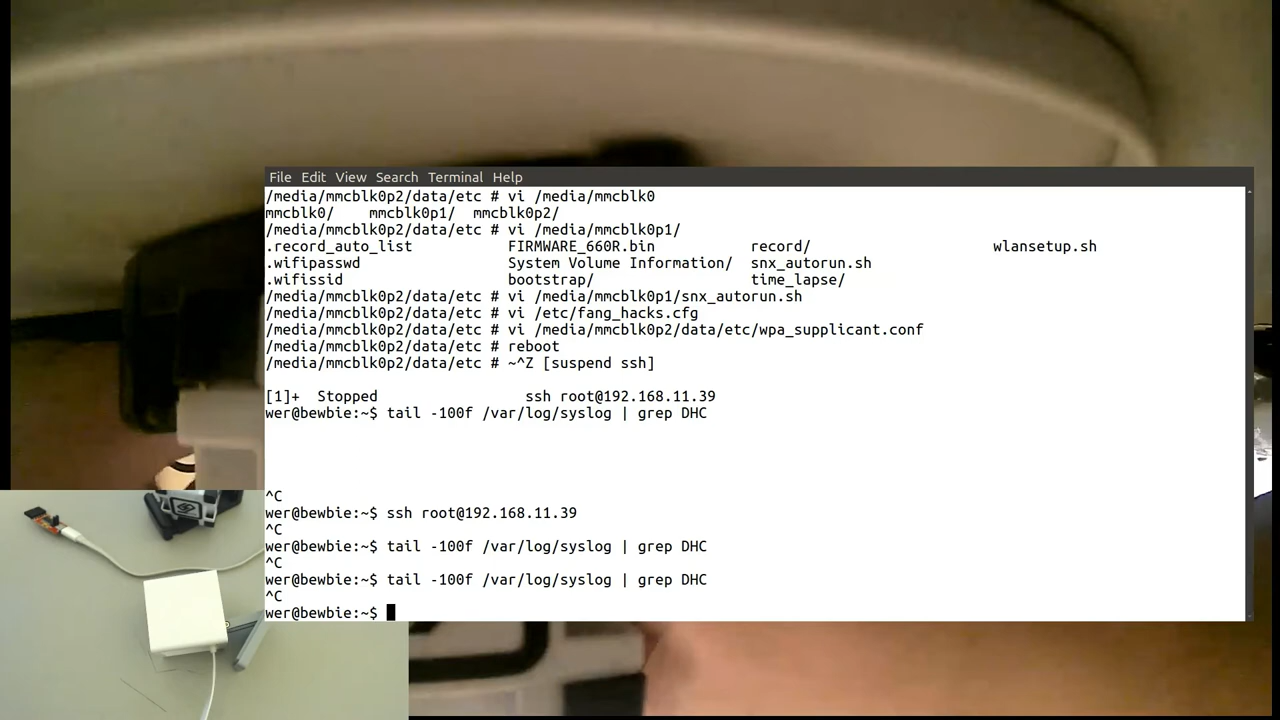 File Edit View Search Terminal Help
/media/mmcblk0p2/data/etc # vi /media/mmcblk0
mmcblk0/    mmcblk0p1/  mmcblk0p2/
/media/mmcblk0p2/data/etc # vi /media/mmcblk0p1/
.record_auto_list           FIRMWARE_660R.bin           record/                     wlansetup.sh
.wifipasswd                 System Volume Information/  snx_autorun.sh
.wifissid                   bootstrap/                  time_lapse/
/media/mmcblk0p2/data/etc # vi /media/mmcblk0p1/snx_autorun.sh
/media/mmcblk0p2/data/etc # vi /etc/fang_hacks.cfg
/media/mmcblk0p2/data/etc # vi /media/mmcblk0p2/data/etc/wpa_supplicant.conf
/media/mmcblk0p2/data/etc # reboot
/media/mmcblk0p2/data/etc # ~^Z [suspend ssh]
[1]+  Stopped                 ssh root@192.168.11.39
wer@bewbie:~$ tail -100f /var/log/syslog | grep DHC
^C
wer@bewbie:~$ ssh root@192.168.11.39
^C
wer@bewbie:~$ tail -100f /var/log/syslog | grep DHC
^C
wer@bewbie:~$ tail -100f /var/log/syslog | grep DHC
^C
wer@bewbie:~$